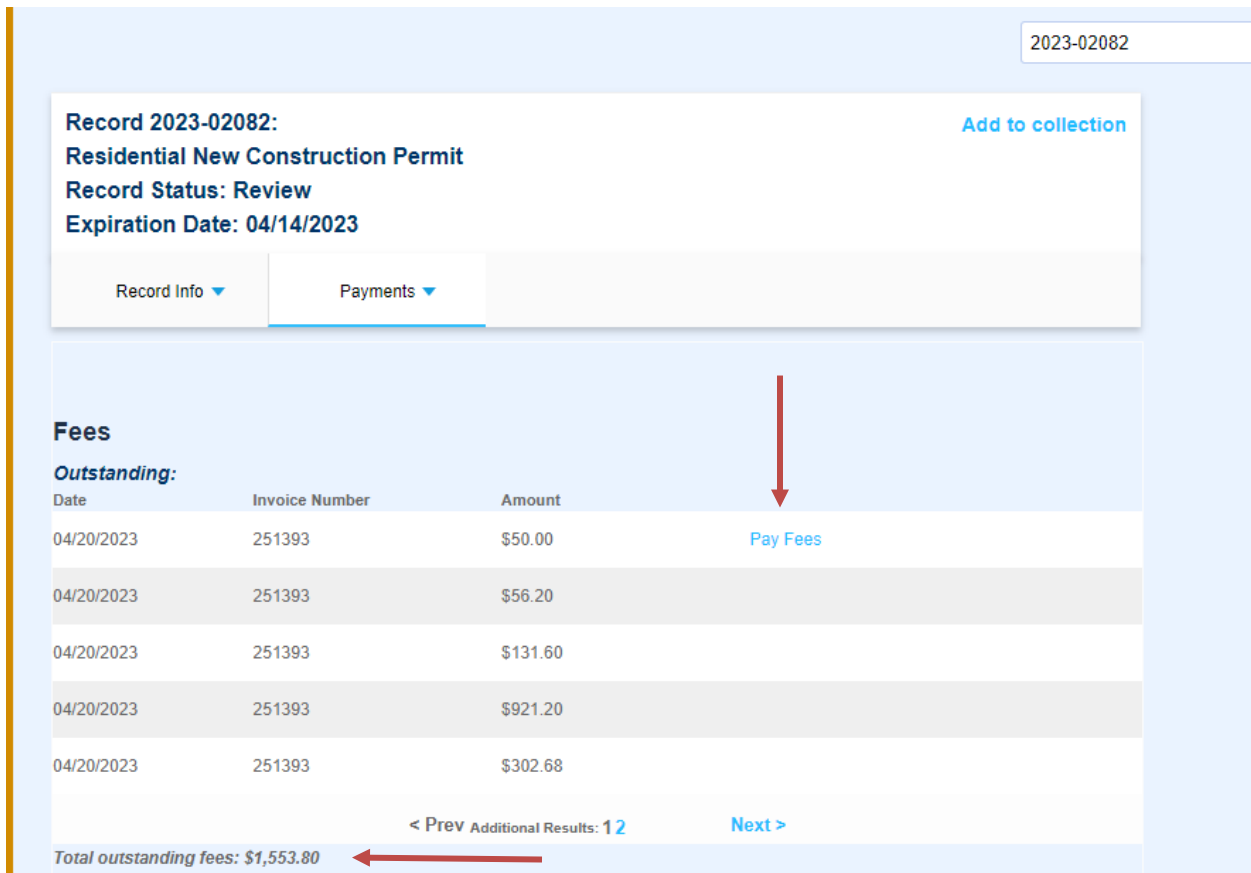 2023-02082
Record 2023-02082:
Add to collection
Residential New Construction Permit
Record Status: Review
Expiration Date: 04/14/2023
Record Info
Payments
Fees
Outstanding:
Date Invoice Number Amount
04/20/2023 251393 $50.00 Pay Fees
04/20/2023 251393 $56.20
04/20/2023 251393 $131.60
04/20/2023 251393 $921.20
04/20/2023 251393 $302.68
< Prev Additional Results: 1 2 Next >
Total outstanding fees: $1,553.80